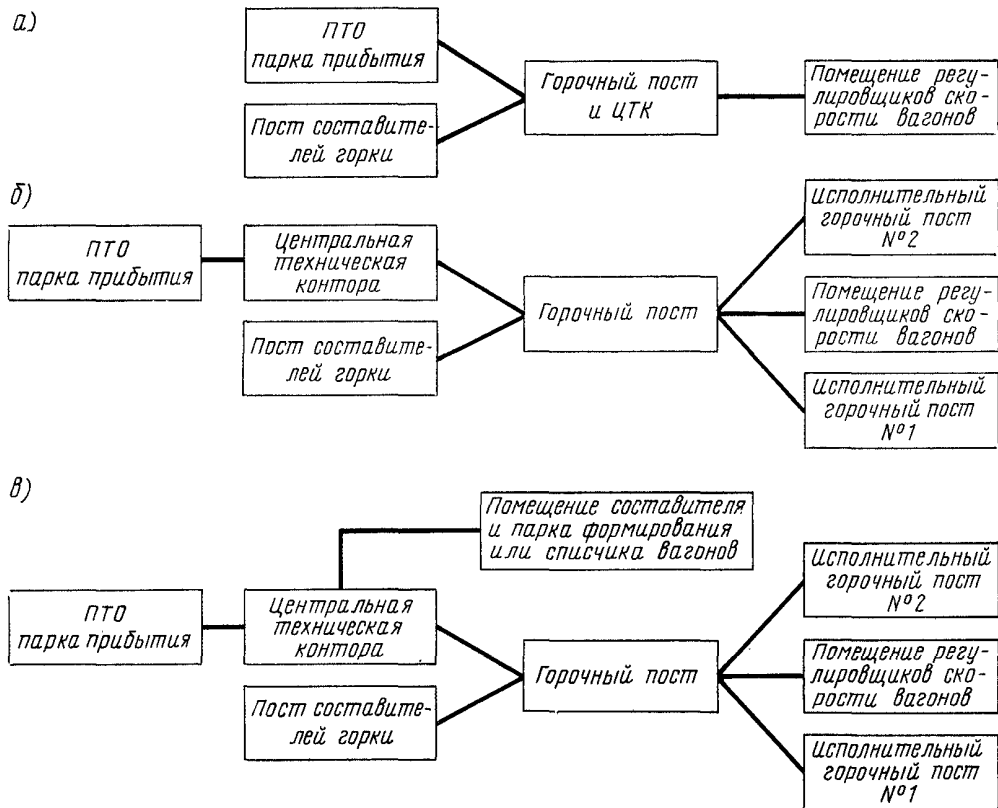 а)
ПТО
парка прибытия
Пост составите-
лей горки
Горочный пост
и ЦТК
Помещение регу-
лировщиков ско-
рости вагонов
б)
ПТО
парка прибытия
Центральная
техническая
контора
Пост составите-
лей горки
Горочный пост
Исполнительный
горочный пост
№2
Помещение регу-
лировщиков ско-
рости вагонов
Исполнительный
горочный пост
№1
в)
Помещение составителя
и парка формирования
или списчика вагонов
ПТО
парка прибытия
Центральная
техническая
контора
Пост составите-
лей горки
Горочный пост
Исполнительный
горочный пост
№2
Помещение регу-
лировщиков ско-
рости вагонов
Исполнительный
горочный пост
№1